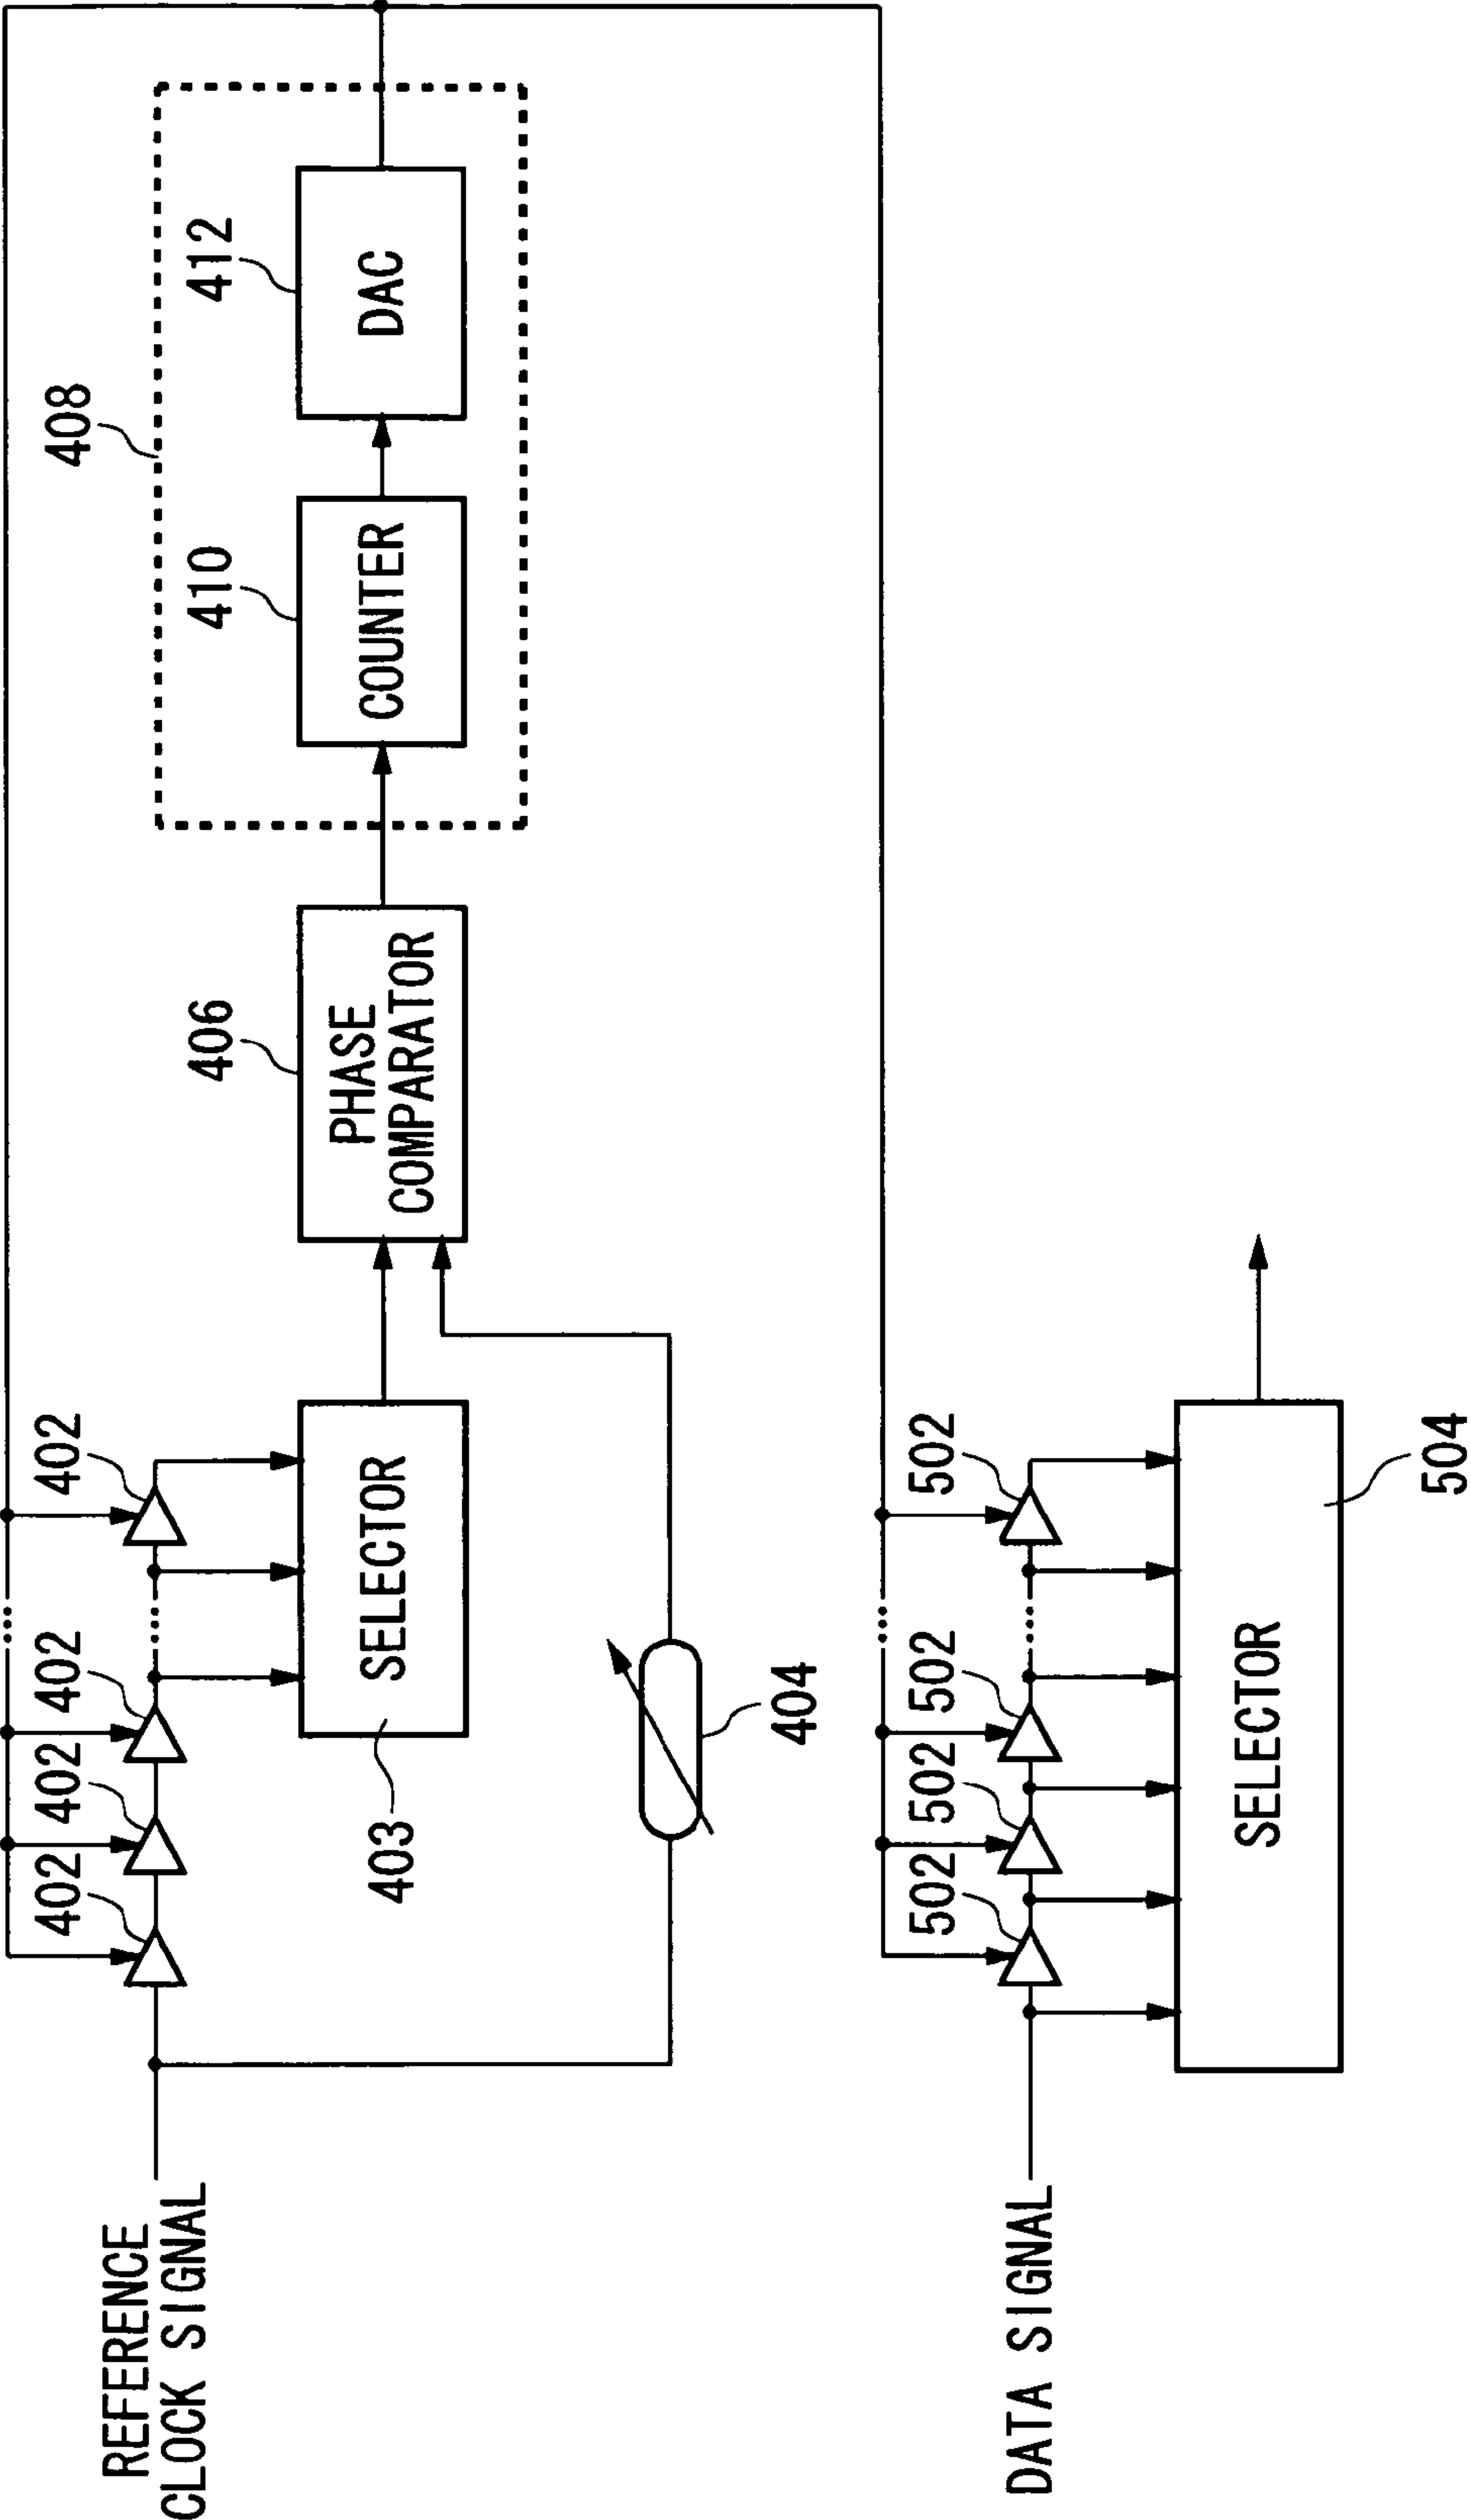 408
410
412
406
COUNTER
DAC
PHASE
COMPARATOR
402
402
402
402
REFERENCE
CLOCK SIGNAL
SELECTOR
403
404
502
502
502
502
DATA SIGNAL
SELECTOR
504